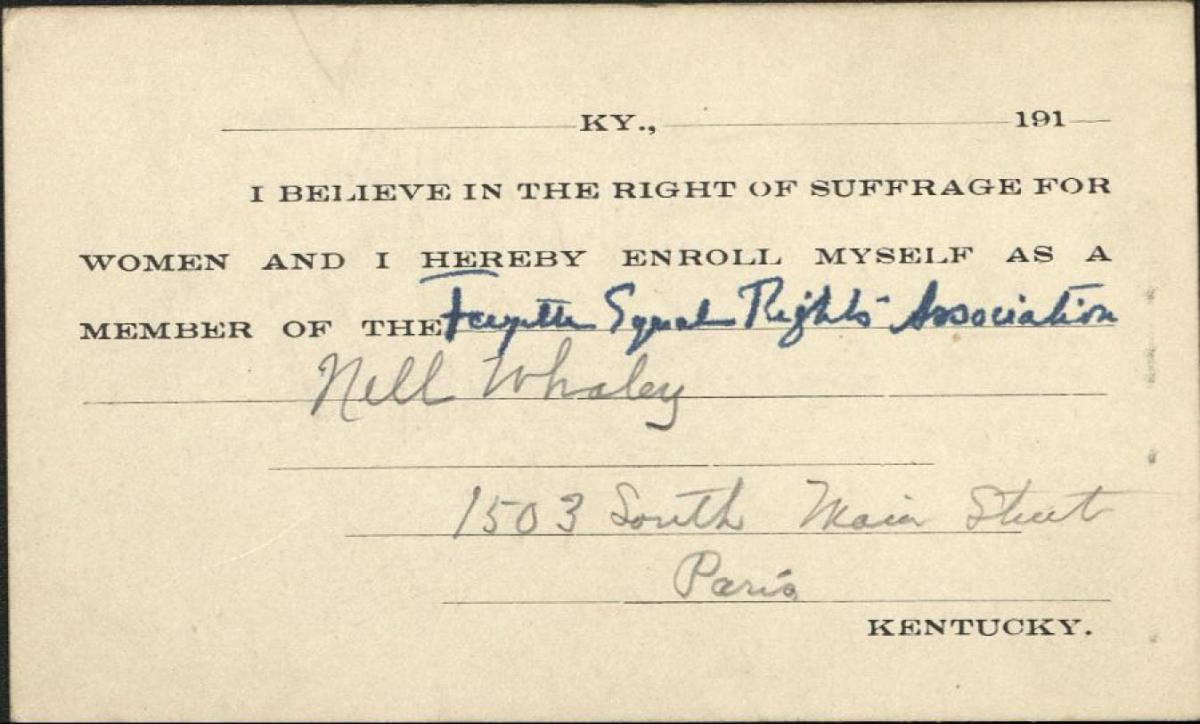 KY., 191
I BELIEVE IN THE RIGHT OF SUFFRAGE FOR
WOMEN AND I HEREBY ENROLL MYSELF AS A
MEMBER OF THE Fayette Equal Rights Association
Nell Whaley
1503 South Main Street
Paris
KENTUCKY.